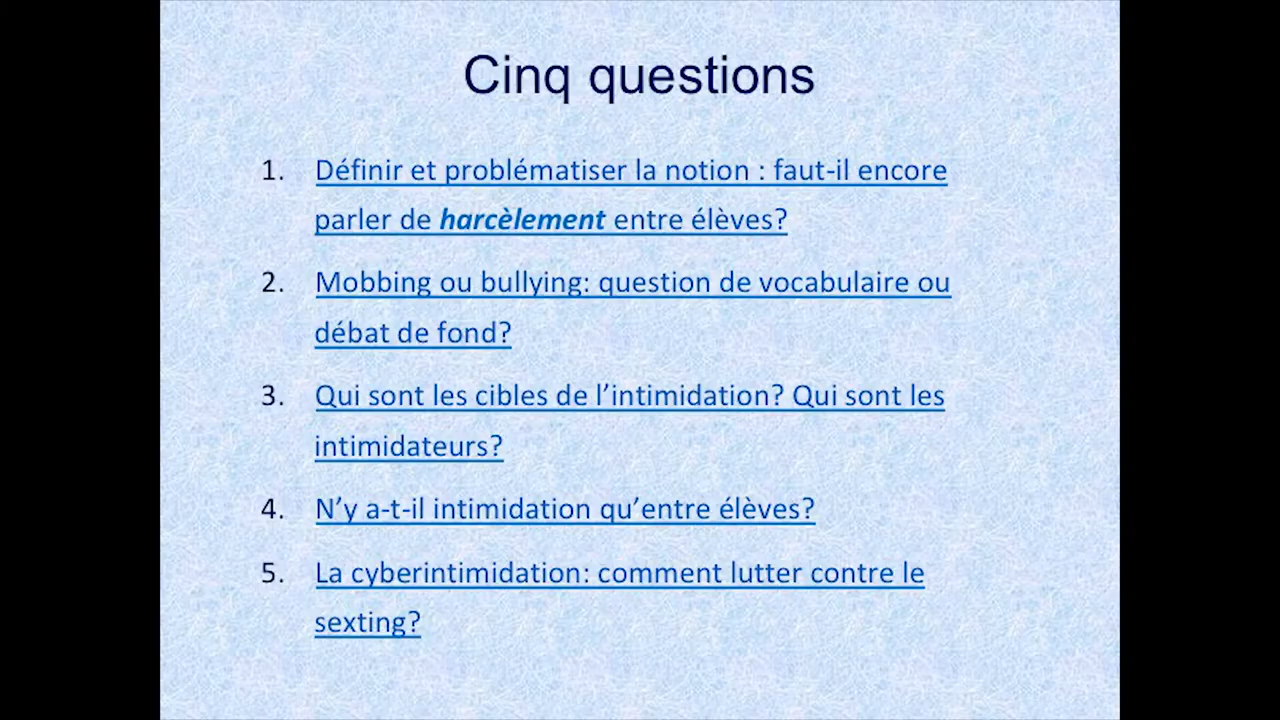 Cinq questions
1. Définir et problématiser la notion : faut-il encore
parler de harcèlement entre élèves?
2. Mobbing ou bullying: question de vocabulaire ou
débat de fond?
3. Qui sont les cibles de l’intimidation? Qui sont les
intimidateurs?
4. N’y a-t-il intimidation qu’entre élèves?
5. La cyberintimidation: comment lutter contre le
sexting?